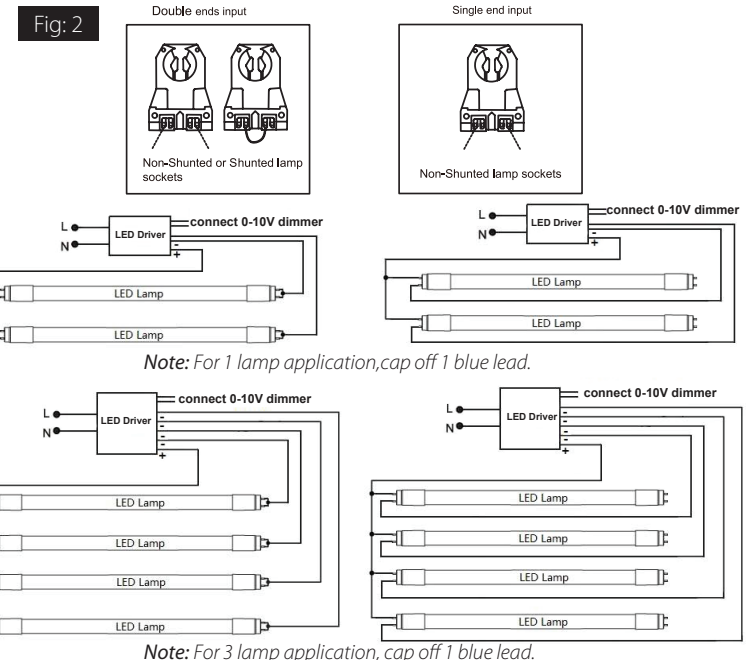 Fig: 2
Double ends input
Single end input
Non-Shunted or Shunted lamp
sockets
Non-Shunted lamp sockets
L
N
LED Driver
connect 0-10V dimmer
-
+
LED Lamp
LED Lamp
L
N
LED Driver
connect 0-10V dimmer
-
+
LED Lamp
LED Lamp
Note: For 1 lamp application,cap off 1 blue lead.
L
N
LED Driver
connect 0-10V dimmer
-
-
-
-
+
LED Lamp
LED Lamp
LED Lamp
LED Lamp
L
N
LED Driver
connect 0-10V dimmer
-
-
-
-
+
LED Lamp
LED Lamp
LED Lamp
LED Lamp
Note: For 3 lamp application, cap off 1 blue lead.